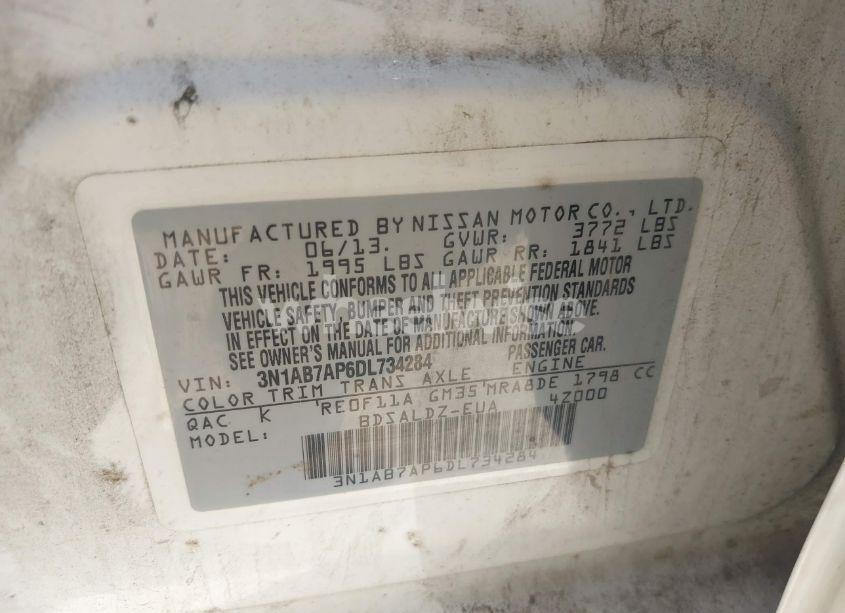 MANUFACTURED BY NISSAN MOTOR CO., LTD.
DATE: 06/13. GVWR: 3772 LBS
GAWR FR: 1995 LBS GAWR RR: 1841 LBS
THIS VEHICLE CONFORMS TO ALL APPLICABLE FEDERAL MOTOR
VEHICLE SAFETY, BUMPER AND THEFT PREVENTION STANDARDS
IN EFFECT ON THE DATE OF MANUFACTURE SHOWN ABOVE.
SEE OWNER'S MANUAL FOR ADDITIONAL INFORMATION.
VIN: 3N1AB7AP6DL734284 PASSENGER CAR.
COLOR TRIM TRANS AXLE ENGINE
QAC K RE0F11A GM35 MRA8DE 1798 CC
MODEL: BDSALDZ-EUA 4Z000
3N1AB7AP6DL734284